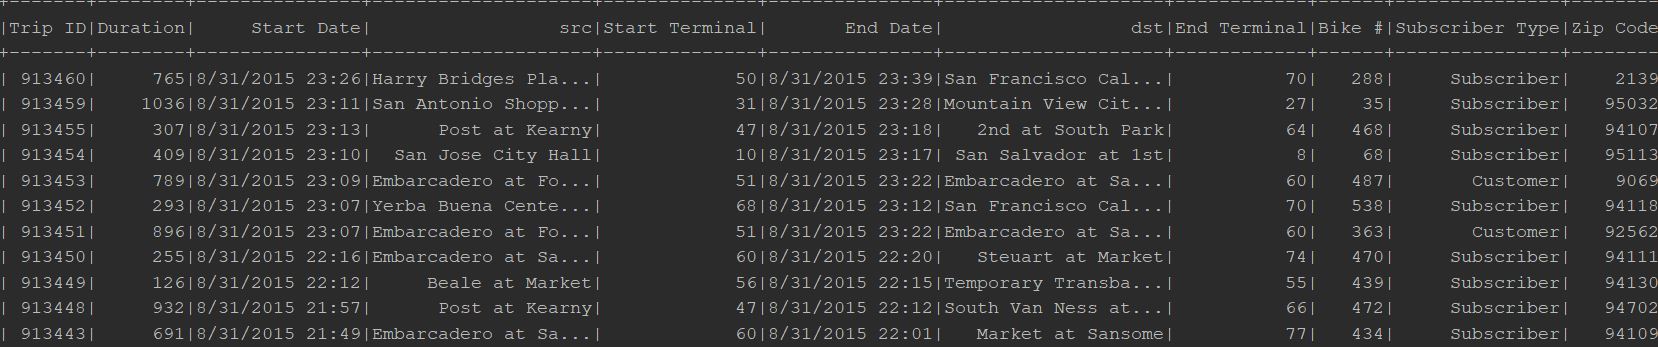 |Trip ID|Duration|     Start Date|                 src|Start Terminal|       End Date|                 dst|End Terminal|Bike #|Subscriber Type|Zip Code
| 913460|     765|8/31/2015 23:26|Harry Bridges Pla...|            50|8/31/2015 23:39|San Francisco Cal...|          70|   288|     Subscriber|    2139
| 913459|    1036|8/31/2015 23:11|San Antonio Shopp...|            31|8/31/2015 23:28|Mountain View Cit...|          27|    35|     Subscriber|   95032
| 913455|     307|8/31/2015 23:13|      Post at Kearny|            47|8/31/2015 23:18|   2nd at South Park|          64|   468|     Subscriber|   94107
| 913454|     409|8/31/2015 23:10|  San Jose City Hall|            10|8/31/2015 23:17| San Salvador at 1st|           8|    68|     Subscriber|   95113
| 913453|     789|8/31/2015 23:09|Embarcadero at Fo...|            51|8/31/2015 23:22|Embarcadero at Sa...|          60|   487|       Customer|    9069
| 913452|     293|8/31/2015 23:07|Yerba Buena Cente...|            68|8/31/2015 23:12|San Francisco Cal...|          70|   538|     Subscriber|   94118
| 913451|     896|8/31/2015 23:07|Embarcadero at Fo...|            51|8/31/2015 23:22|Embarcadero at Sa...|          60|   363|       Customer|   92562
| 913450|     255|8/31/2015 22:16|Embarcadero at Sa...|            60|8/31/2015 22:20|   Steuart at Market|          74|   470|     Subscriber|   94111
| 913449|     126|8/31/2015 22:12|     Beale at Market|            56|8/31/2015 22:15|Temporary Transba...|          55|   439|     Subscriber|   94130
| 913448|     932|8/31/2015 21:57|      Post at Kearny|            47|8/31/2015 22:12|South Van Ness at...|          66|   472|     Subscriber|   94702
| 913443|     691|8/31/2015 21:49|Embarcadero at Sa...|            60|8/31/2015 22:01|   Market at Sansome|          77|   434|     Subscriber|   94109